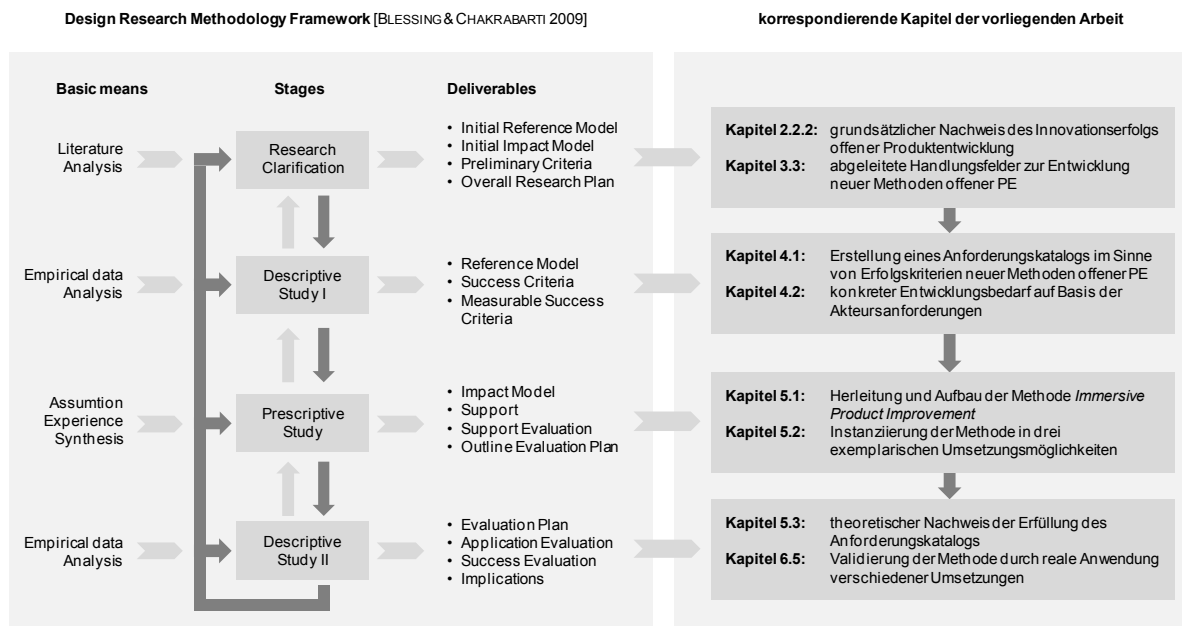 Design Research Methodology Framework [BLESSING & CHAKRABARTI 2009]
korrespondierende Kapitel der vorliegenden Arbeit
Basic means
Stages
Deliverables
Literature
Analysis
Research
Clarification
• Initial Reference Model
• Initial Impact Model
• Preliminary Criteria
• Overall Research Plan
Kapitel 2.2.2: grundsätzlicher Nachweis des Innovationserfolgs
offener Produktentwicklung
Kapitel 3.3: abgeleitete Handlungsfelder zur Entwicklung
neuer Methoden offener PE
Empirical data
Analysis
Descriptive
Study I
• Reference Model
• Success Criteria
• Measurable Success
Criteria
Kapitel 4.1: Erstellung eines Anforderungskatalogs im Sinne
von Erfolgskriterien neuer Methoden offener PE
Kapitel 4.2: konkreter Entwicklungsbedarf auf Basis der
Akteursanforderungen
Assumtion
Experience
Synthesis
Prescriptive
Study
• Impact Model
• Support
• Support Evaluation
• Outline Evaluation Plan
Kapitel 5.1: Herleitung und Aufbau der Methode Immersive
Product Improvement
Kapitel 5.2: Instanziierung der Methode in drei
exemplarischen Umsetzungsmöglichkeiten
Empirical data
Analysis
Descriptive
Study II
• Evaluation Plan
• Application Evaluation
• Success Evaluation
• Implications
Kapitel 5.3: theoretischer Nachweis der Erfüllung des
Anforderungskatalogs
Kapitel 6.5: Validierung der Methode durch reale Anwendung
verschiedener Umsetzungen